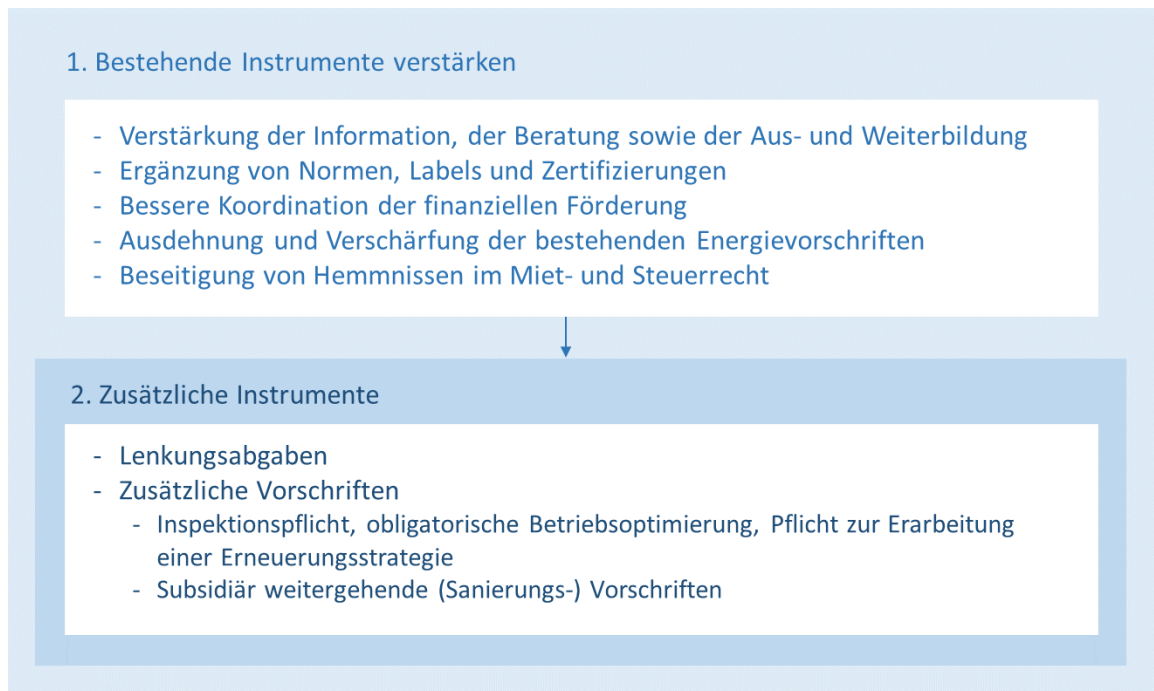 1. Bestehende Instrumente verstärken
- Verstärkung der Information, der Beratung sowie der Aus- und Weiterbildung
- Ergänzung von Normen, Labels und Zertifizierungen
- Bessere Koordination der finanziellen Förderung
- Ausdehnung und Verschärfung der bestehenden Energievorschriften
- Beseitigung von Hemmnissen im Miet- und Steuerrecht
2. Zusätzliche Instrumente
- Lenkungsabgaben
- Zusätzliche Vorschriften
- Inspektionspflicht, obligatorische Betriebsoptimierung, Pflicht zur Erarbeitung
einer Erneuerungsstrategie
- Subsidiär weitergehende (Sanierungs-) Vorschriften